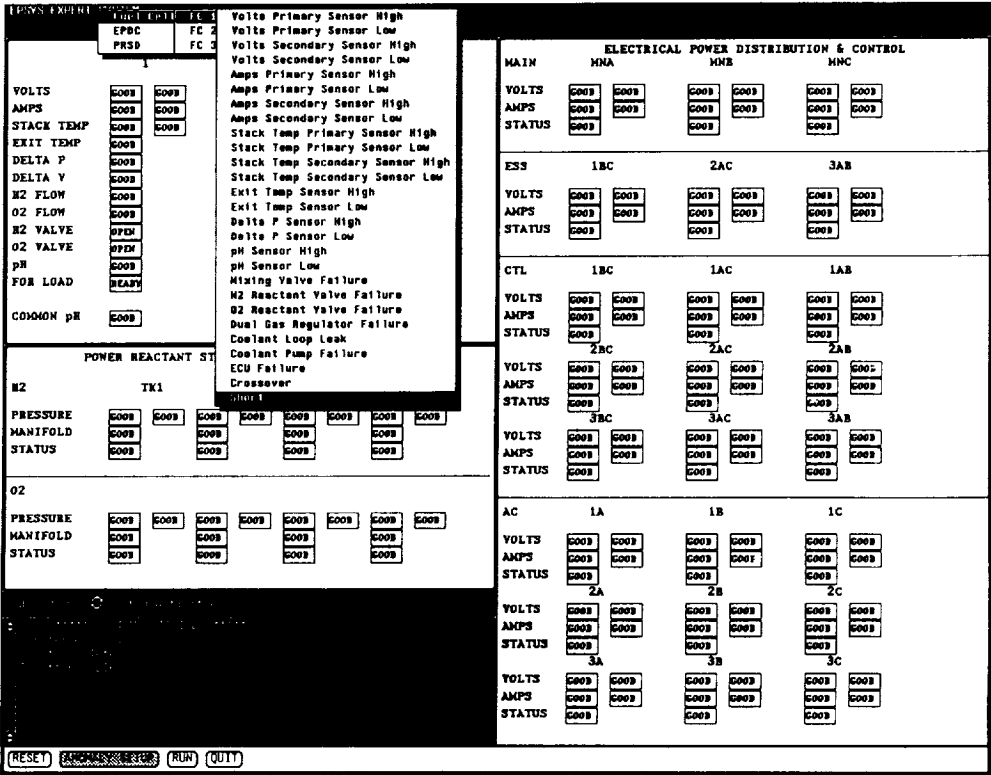 EPSYS EXPERT
FC 1
EPDC FC 2
PRSD FC 3
Volts Primary Sensor High
Volts Primary Sensor Low
Volts Secondary Sensor High
Volts Secondary Sensor Low
Amps Primary Sensor High
Amps Primary Sensor Low
Amps Secondary Sensor High
Amps Secondary Sensor Low
Stack Temp Primary Sensor High
Stack Temp Primary Sensor Low
Stack Temp Secondary Sensor High
Stack Temp Secondary Sensor Low
Exit Temp Sensor High
Exit Temp Sensor Low
Delta P Sensor High
Delta P Sensor Low
pH Sensor High
pH Sensor Low
Mixing Valve Failure
H2 Reactant Valve Failure
O2 Reactant Valve Failure
Dual Gas Regulator Failure
Coolant Loop Leak
Coolant Pump Failure
ECU Failure
Crossover
Short
1
VOLTS GOOD GOOD
AMPS GOOD GOOD
STACK TEMP GOOD GOOD
EXIT TEMP GOOD
DELTA P GOOD
DELTA V GOOD
H2 FLOW GOOD
O2 FLOW GOOD
H2 VALVE OPEN
O2 VALVE OPEN
pH GOOD
FOR LOAD READY
COMMON pH GOOD
POWER REACTANT ST
H2 TK1
PRESSURE GOOD GOOD GOOD GOOD GOOD GOOD GOOD GOOD
MANIFOLD GOOD GOOD GOOD GOOD
STATUS GOOD GOOD GOOD GOOD
O2
PRESSURE GOOD GOOD GOOD GOOD GOOD GOOD GOOD GOOD
MANIFOLD GOOD GOOD GOOD GOOD
STATUS GOOD GOOD GOOD GOOD
ELECTRICAL POWER DISTRIBUTION & CONTROL
MAIN MNA MNB MNC
VOLTS GOOD GOOD GOOD GOOD GOOD GOOD
AMPS GOOD GOOD GOOD GOOD GOOD GOOD
STATUS GOOD GOOD GOOD
ESS 1BC 2AC 3AB
VOLTS GOOD GOOD GOOD GOOD GOOD GOOD
AMPS GOOD GOOD GOOD GOOD GOOD GOOD
STATUS GOOD GOOD GOOD
CTL 1BC 1AC 1AB
VOLTS GOOD GOOD GOOD GOOD GOOD GOOD
AMPS GOOD GOOD GOOD GOOD GOOD GOOD
STATUS GOOD GOOD GOOD
2BC 2AC 2AB
VOLTS GOOD GOOD GOOD GOOD GOOD GOOD
AMPS GOOD GOOD GOOD GOOD GOOD GOOD
STATUS GOOD GOOD GOOD
3BC 3AC 3AB
VOLTS GOOD GOOD GOOD GOOD GOOD GOOD
AMPS GOOD GOOD GOOD GOOD GOOD GOOD
STATUS GOOD GOOD GOOD
AC 1A 1B 1C
VOLTS GOOD GOOD GOOD GOOD GOOD GOOD
AMPS GOOD GOOD GOOD GOOD GOOD GOOD
STATUS GOOD GOOD GOOD
2A 2B 2C
VOLTS GOOD GOOD GOOD GOOD GOOD GOOD
AMPS GOOD GOOD GOOD GOOD GOOD GOOD
STATUS GOOD GOOD GOOD
3A 3B 3C
VOLTS GOOD GOOD GOOD GOOD GOOD GOOD
AMPS GOOD GOOD GOOD GOOD GOOD GOOD
STATUS GOOD GOOD GOOD
RESET ANOMALY SETUP RUN QUIT